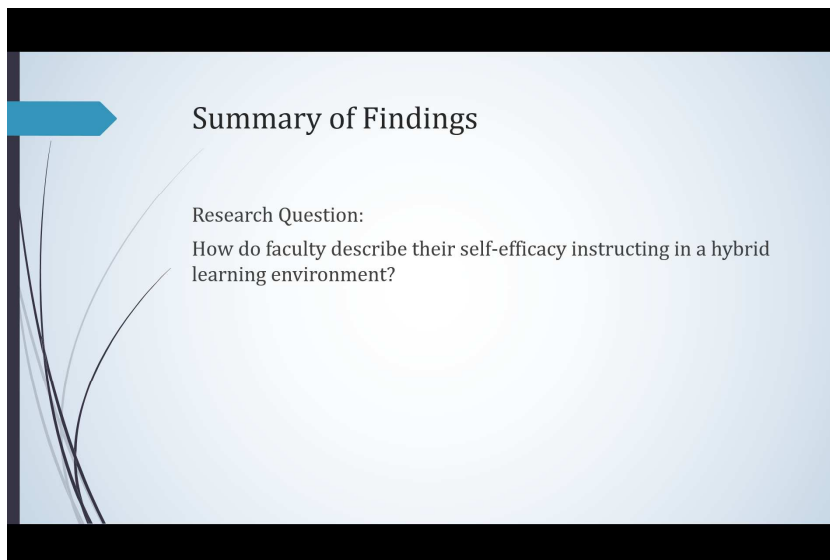 Summary of Findings
Research Question:
How do faculty describe their self-efficacy instructing in a hybrid
learning environment?